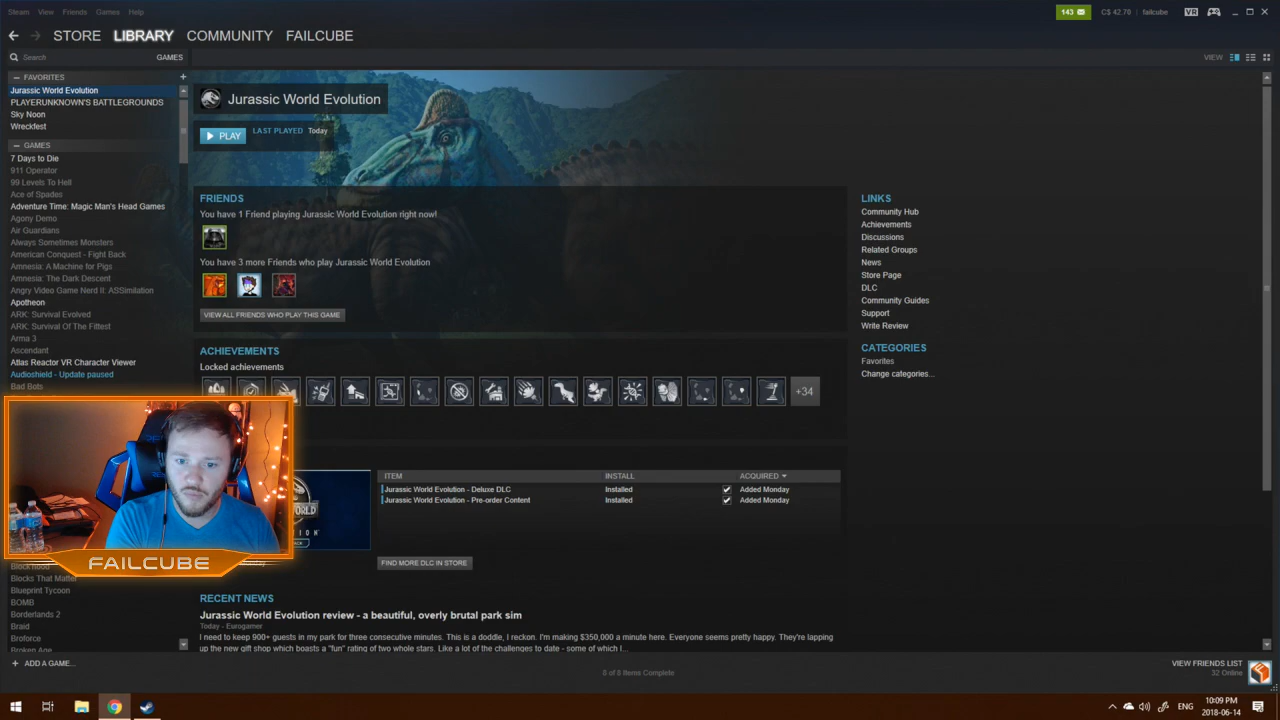 Steam View Friends Games Help
143 C$ 42.70 failcube VR
STORE LIBRARY COMMUNITY FAILCUBE
Search GAMES VIEW
FAVORITES
Jurassic World Evolution
PLAYERUNKNOWN'S BATTLEGROUNDS
Sky Noon
Wreckfest
GAMES
7 Days to Die
911 Operator
99 Levels To Hell
Ace of Spades
Adventure Time: Magic Man's Head Games
Agony Demo
Air Guardians
Always Sometimes Monsters
American Conquest - Fight Back
Amnesia: A Machine for Pigs
Amnesia: The Dark Descent
Angry Video Game Nerd II: ASSimilation
Apotheon
ARK: Survival Evolved
ARK: Survival Of The Fittest
Arma 3
Ascendant
Atlas Reactor VR Character Viewer
Audioshield - Update paused
Bad Bots
FAILCUBE
Block'hood
Blocks That Matter
Blueprint Tycoon
BOMB
Borderlands 2
Braid
Broforce
Broken Age
ADD A GAME...
Jurassic World Evolution
PLAY LAST PLAYED Today
FRIENDS
You have 1 Friend playing Jurassic World Evolution right now!
You have 3 more Friends who play Jurassic World Evolution
VIEW ALL FRIENDS WHO PLAY THIS GAME
ACHIEVEMENTS
Locked achievements
+34
ITEM INSTALL ACQUIRED
Jurassic World Evolution - Deluxe DLC Installed Added Monday
Jurassic World Evolution - Pre-order Content Installed Added Monday
FIND MORE DLC IN STORE
RECENT NEWS
Jurassic World Evolution review - a beautiful, overly brutal park sim
Today - Eurogamer
I need to keep 900+ guests in my park for three consecutive minutes. This is a doddle, I reckon. I'm making $350,000 a minute here. Everyone seems pretty happy. They're lapping
up the new gift shop which boasts a "fun" rating of two whole stars. Like a lot of the challenges to date - some of which I...
LINKS
Community Hub
Achievements
Discussions
Related Groups
News
Store Page
DLC
Community Guides
Support
Write Review
CATEGORIES
Favorites
Change categories...
8 of 8 Items Complete
VIEW FRIENDS LIST
32 Online
ENG
10:09 PM
2018-06-14